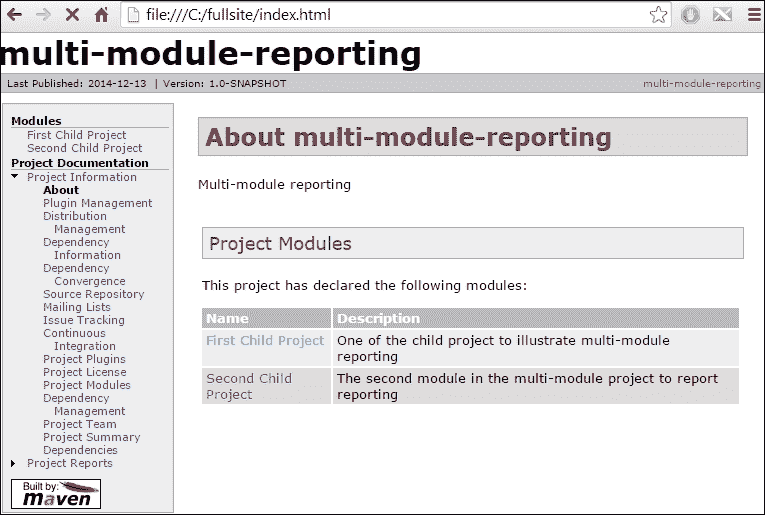 file:///C:/fullsite/index.html
multi-module-reporting
Last Published: 2014-12-13 | Version: 1.0-SNAPSHOT
multi-module-reporting
Modules
First Child Project
Second Child Project
Project Documentation
Project Information
About
Plugin Management
Distribution
Management
Dependency
Information
Dependency
Convergence
Source Repository
Mailing Lists
Issue Tracking
Continuous
Integration
Project Plugins
Project License
Project Modules
Dependency
Management
Project Team
Project Summary
Dependencies
Project Reports
Built by:
maven
About multi-module-reporting
Multi-module reporting
Project Modules
This project has declared the following modules:
Name Description
First Child Project One of the child project to illustrate multi-module
reporting
Second Child The second module in the multi-module project to report
Project reporting